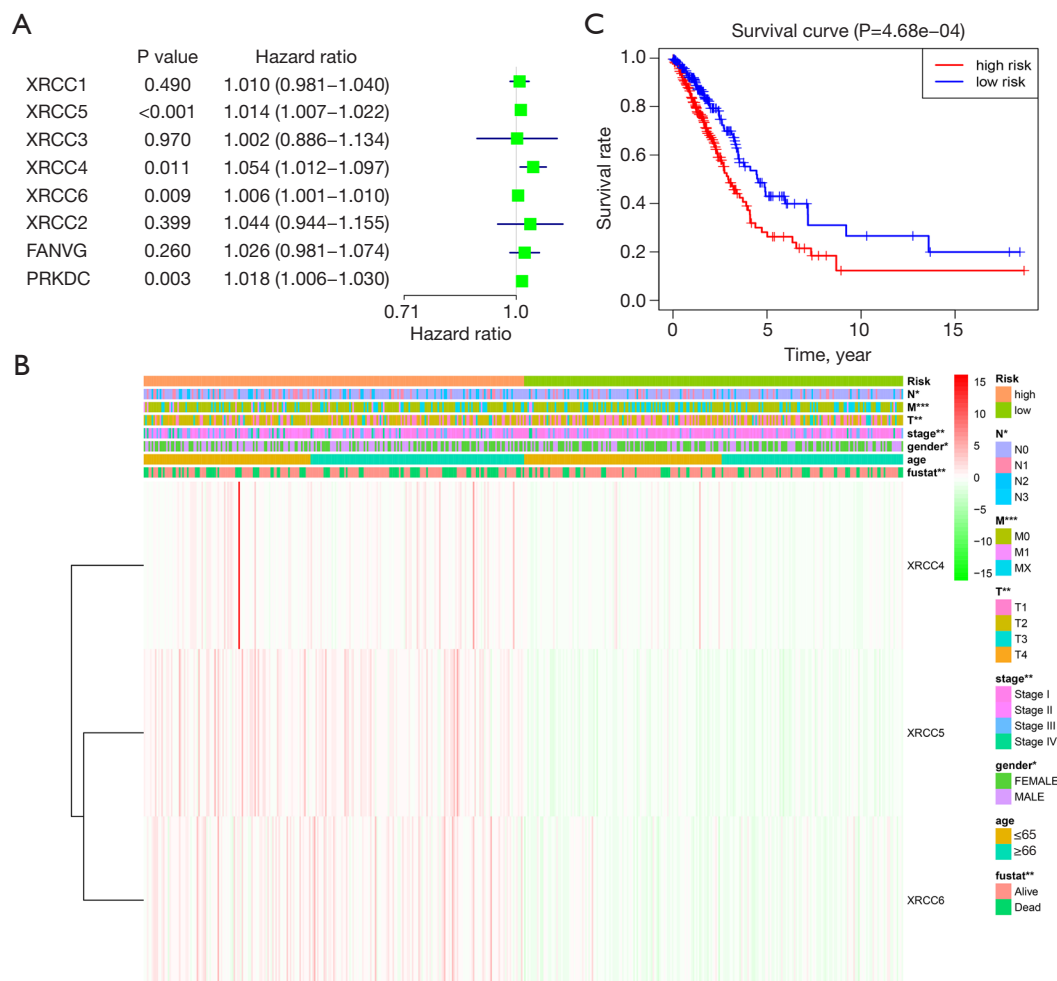 A
P value Hazard ratio
XRCC1 0.490 1.010 (0.981−1.040)
XRCC5 <0.001 1.014 (1.007−1.022)
XRCC3 0.970 1.002 (0.886−1.134)
XRCC4 0.011 1.054 (1.012−1.097)
XRCC6 0.009 1.006 (1.001−1.010)
XRCC2 0.399 1.044 (0.944−1.155)
FANVG 0.260 1.026 (0.981−1.074)
PRKDC 0.003 1.018 (1.006−1.030)
0.71 1.0
Hazard ratio
C
Survival curve (P=4.68e−04)
high risk
low risk
Survival rate
1.0
0.8
0.6
0.4
0.2
0.0
0 5 10 15
Time, year
B
Risk
N*
M***
T**
stage**
gender*
age
fustat**
XRCC4
XRCC5
XRCC6
15
10
5
0
−5
−10
−15
Risk
high
low
N*
N0
N1
N2
N3
M***
M0
M1
MX
T**
T1
T2
T3
T4
stage**
Stage I
Stage II
Stage III
Stage IV
gender*
FEMALE
MALE
age
≤65
≥66
fustat**
Alive
Dead